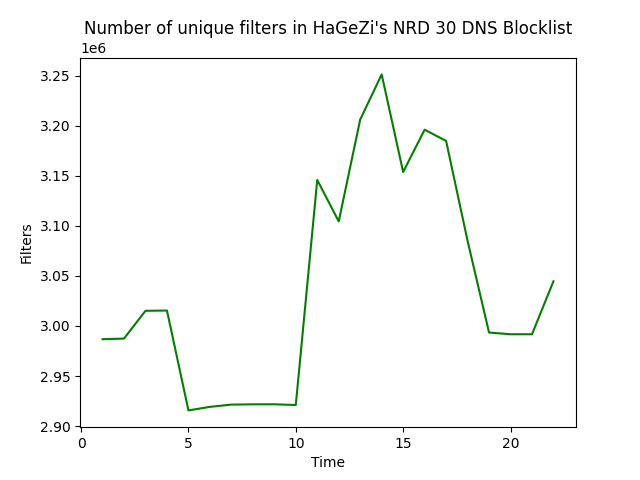 Number of unique filters in HaGeZi's NRD 30 DNS Blocklist
1e6
3.25
3.20
3.15
3.10
3.05
3.00
2.95
2.90
Filters
0 5 10 15 20
Time